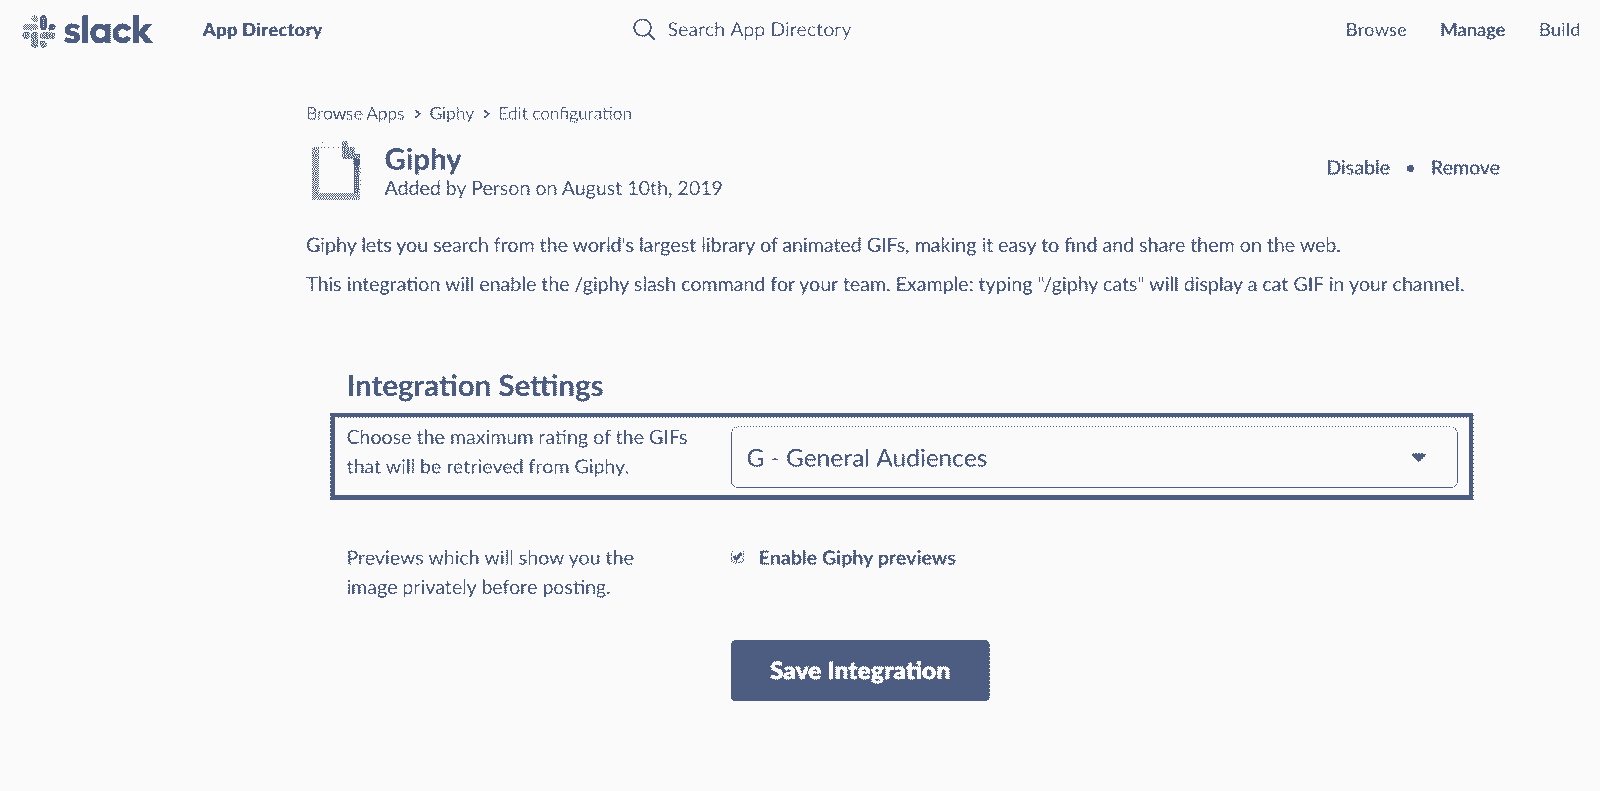 slack App Directory Search App Directory Browse Manage Build
Browse Apps > Giphy > Edit configuration
Giphy
Added by Person on August 10th, 2019
Disable • Remove
Giphy lets you search from the world's largest library of animated GIFs, making it easy to find and share them on the web.
This integration will enable the /giphy slash command for your team. Example: typing "/giphy cats" will display a cat GIF in your channel.
Integration Settings
Choose the maximum rating of the GIFs
that will be retrieved from Giphy.
G - General Audiences
Previews which will show you the
image privately before posting.
Enable Giphy previews
Save Integration